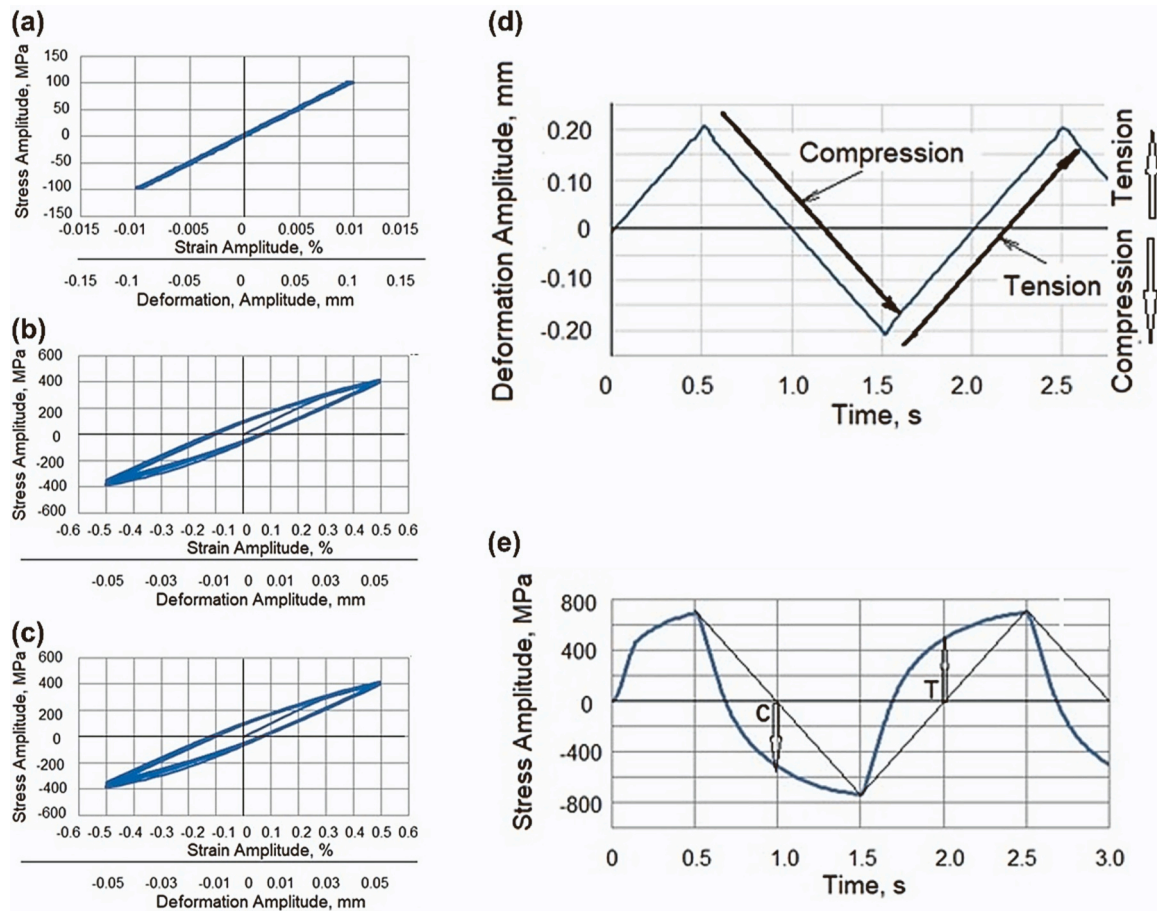 (a)
Stress Amplitude, MPa
150
100
50
0
-50
-100
-150
-0.015 -0.01 -0.005 0 0.005 0.01 0.015
Strain Amplitude, %
-0.15 -0.1 -0.05 0 0.05 0.10 0.15
Deformation, Amplitude, mm
(b)
Stress Amplitude, MPa
600
400
200
0
-200
-400
-600
-0.6 -0.5 -0.4 -0.3 -0.2 -0.1 0 0.1 0.2 0.3 0.4 0.5 0.6
Strain Amplitude, %
-0.05 -0.03 -0.01 0 0.01 0.03 0.05
Deformation Amplitude, mm
(c)
Stress Amplitude, MPa
600
400
200
0
-200
-400
-600
-0.6 -0.5 -0.4 -0.3 -0.2 -0.1 0 0.1 0.2 0.3 0.4 0.5 0.6
Strain Amplitude, %
-0.05 -0.03 -0.01 0 0.01 0.03 0.05
Deformation Amplitude, mm
(d)
Deformation Amplitude, mm
0.20
0.10
0
-0.10
-0.20
Compression
Tension
Tension
Compression
0 0.5 1.0 1.5 2.0 2.5
Time, s
(e)
Stress Amplitude, MPa
800
400
0
-400
-800
C
T
0 0.5 1.0 1.5 2.0 2.5 3.0
Time, s